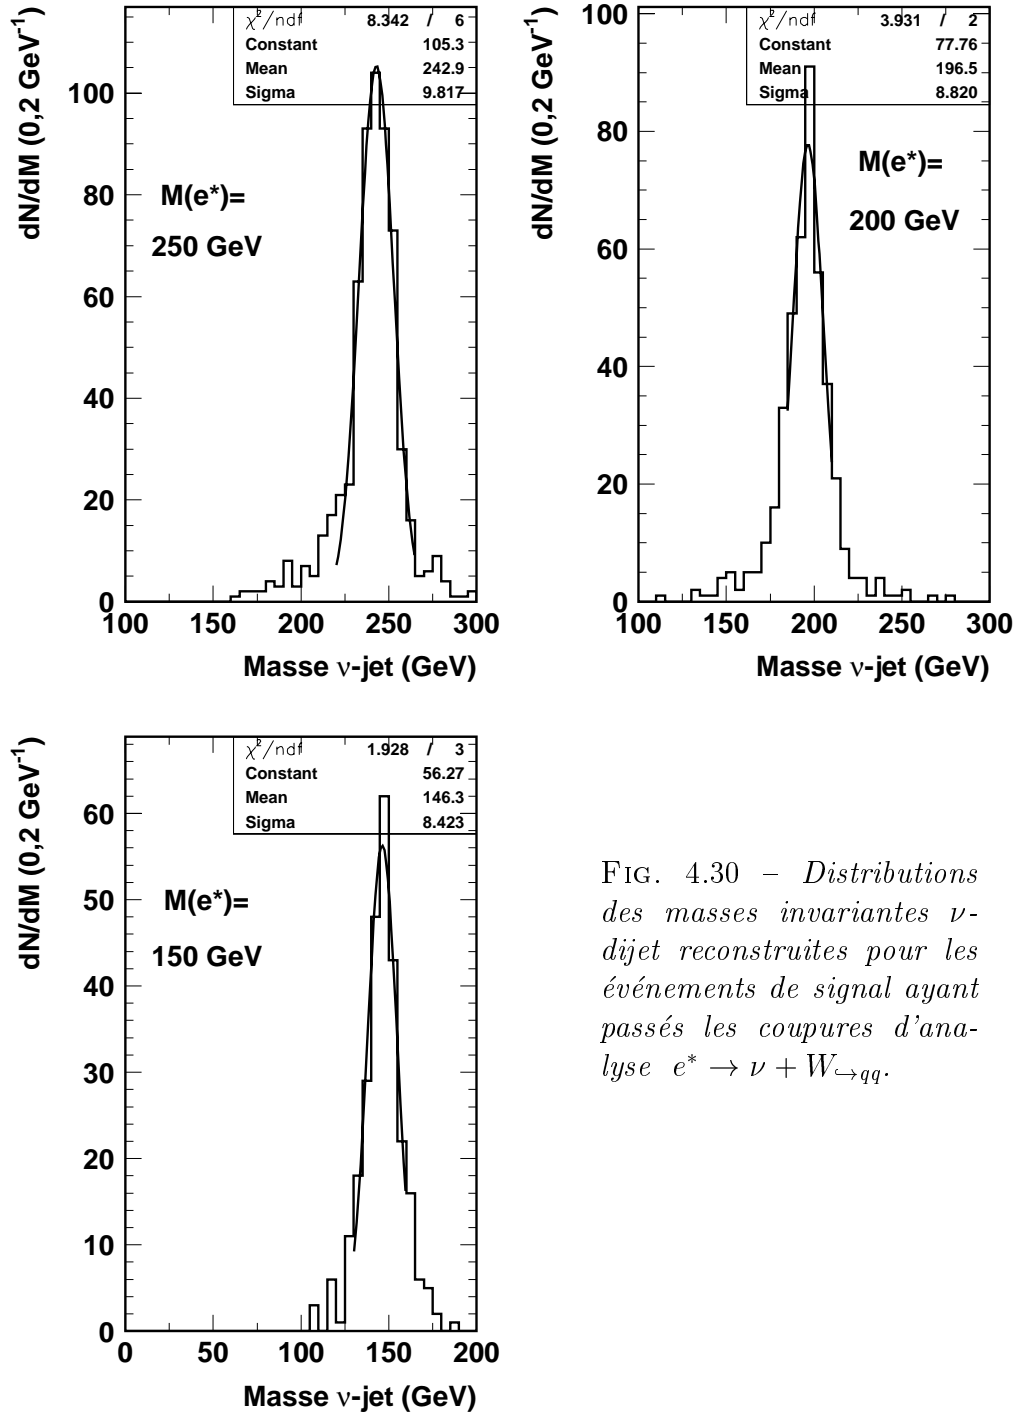 χ²/ndf 8.342 / 6
Constant 105.3
Mean 242.9
Sigma 9.817
dN/dM (0,2 GeV⁻¹)
M(e*)=
250 GeV
0
20
40
60
80
100
100 150 200 250 300
Masse ν-jet (GeV)
χ²/ndf 3.931 / 2
Constant 77.76
Mean 196.5
Sigma 8.820
dN/dM (0,2 GeV⁻¹)
M(e*)=
200 GeV
0
20
40
60
80
100
100 150 200 250 300
Masse ν-jet (GeV)
χ²/ndf 1.928 / 3
Constant 56.27
Mean 146.3
Sigma 8.423
dN/dM (0,2 GeV⁻¹)
M(e*)=
150 GeV
0
10
20
30
40
50
60
0 50 100 150 200
Masse ν-jet (GeV)
FIG. 4.30 – Distributions
des masses invariantes ν-
dijet reconstruites pour les
événements de signal ayant
passés les coupures d'ana-
lyse e* → ν + W↪qq.